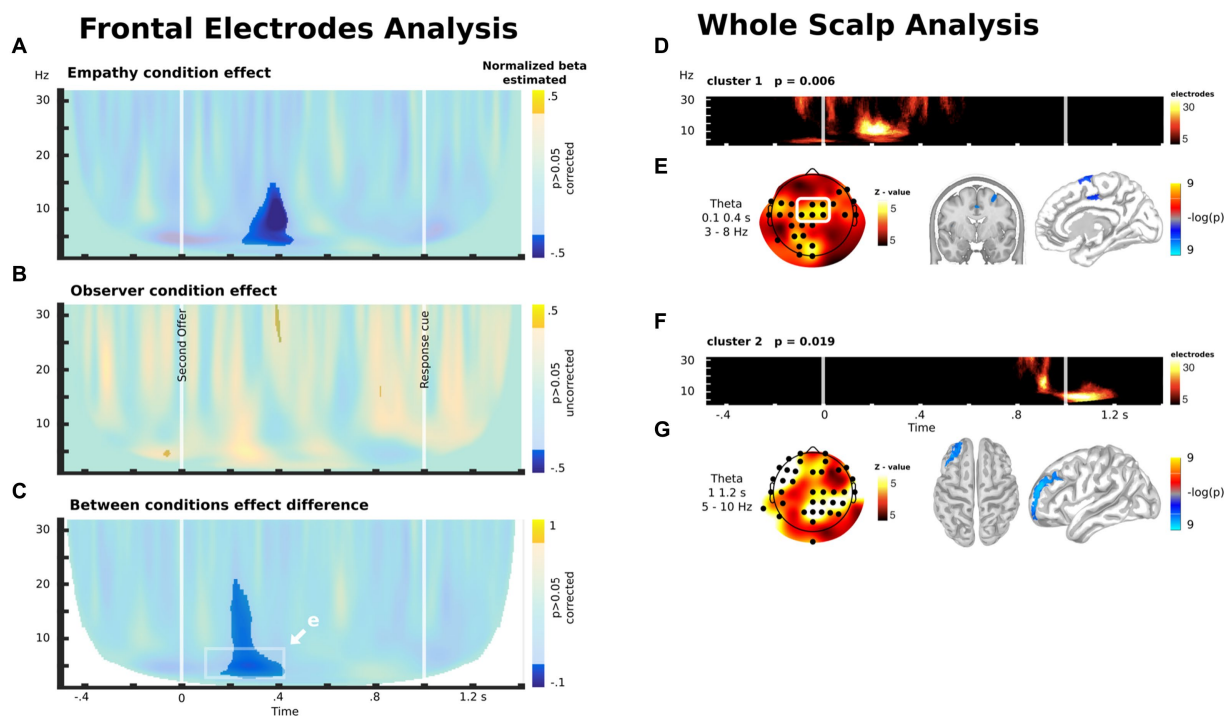 Frontal Electrodes Analysis
Whole Scalp Analysis
A
Hz
Empathy condition effect
Normalized beta
estimated
30
20
10
.5
p>0.05
corrected
-.5
B
Observer condition effect
30
20
10
Second Offer
Response cue
.5
p>0.05
uncorrected
-.5
C
Between conditions effect difference
30
20
10
e
1
p>0.05
corrected
-.1
-.4 0 .4 .8 1.2 s
Time
D
Hz
cluster 1 p = 0.006
30
10
electrodes
30
5
E
Theta
0.1 0.4 s
3 - 8 Hz
Z - value
5
5
9
-log(p)
9
F
cluster 2 p = 0.019
30
10
electrodes
30
5
-.4 0 .4 .8 1.2 s
Time
G
Theta
1 1.2 s
5 - 10 Hz
Z - value
5
5
9
-log(p)
9